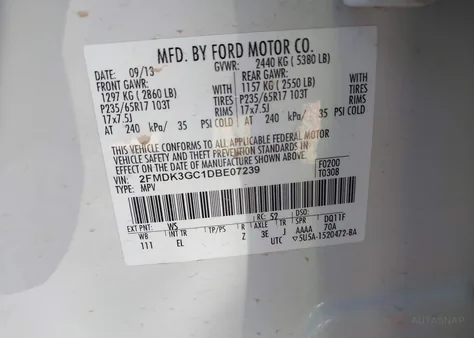 MFD. BY FORD MOTOR CO.
DATE: 09/13 GVWR: 2440 KG ( 5380 LB)
FRONT GAWR: REAR GAWR:
1297 KG ( 2860 LB) WITH 1157 KG ( 2550 LB) WITH
P235/65R17 103T TIRES P235/65R17 103T TIRES
17x7.5J RIMS 17x7.5J RIMS
AT 240 kPa/ 35 PSI COLD AT 240 kPa/ 35 PSI COLD
THIS VEHICLE CONFORMS TO ALL APPLICABLE FEDERAL MOTOR
VEHICLE SAFETY AND THEFT PREVENTION STANDARDS IN
EFFECT ON THE DATE OF MANUFACTURE SHOWN ABOVE.
VIN: 2FMDK3GC1DBE07239 F0200
TYPE: MPV T0308
EXT PNT: WS RC: 52 DSO: DQ11F
WB INT TR TP/PS R AXLE TR
111 EL Z 3E J AAAA 70A
UTC 5U5A-1520472-BA
AUTASNAP